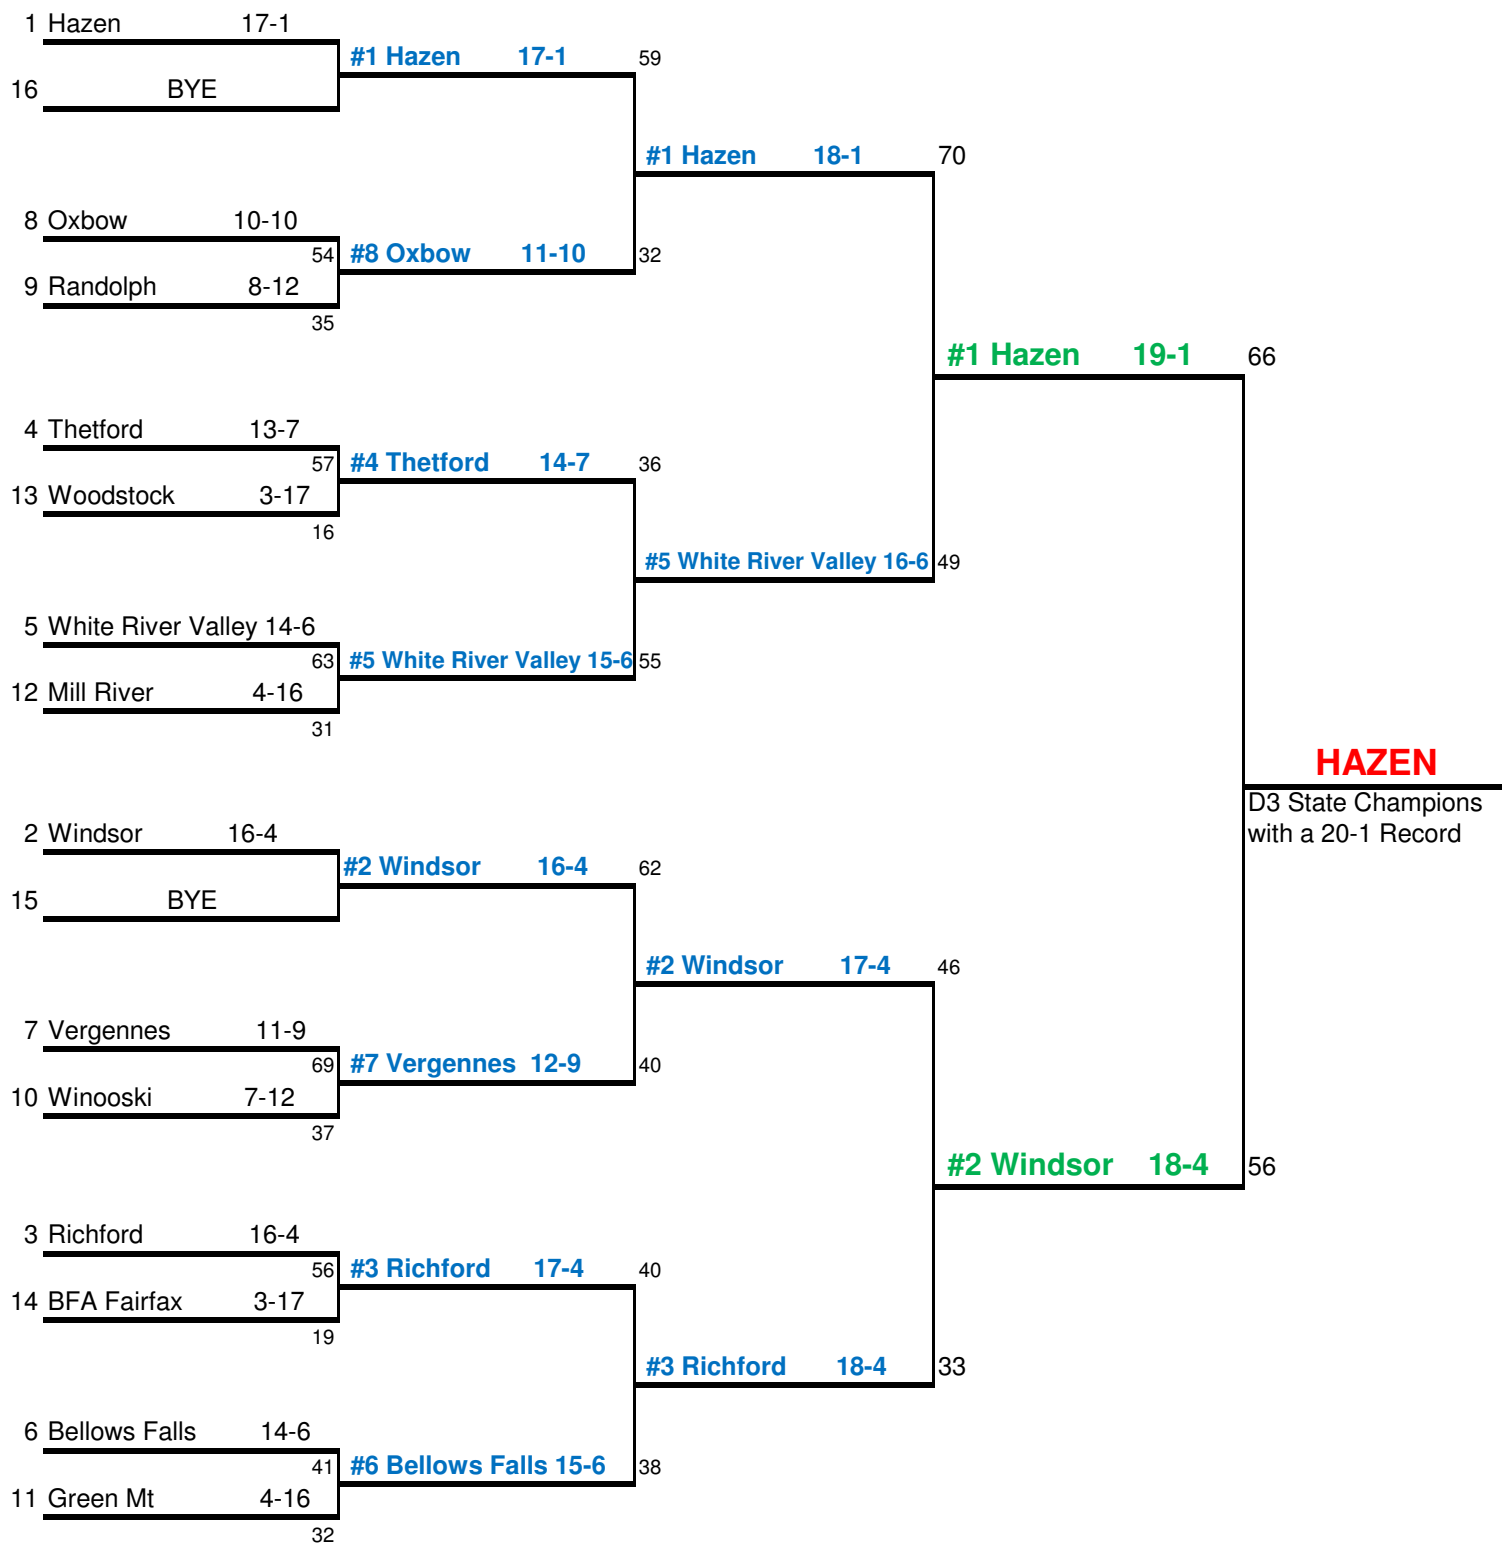 1 Hazen 17-1
16 BYE
#1 Hazen 17-1 59
#1 Hazen 18-1 70
8 Oxbow 10-10
54
9 Randolph 8-12
35
#8 Oxbow 11-10 32
#1 Hazen 19-1 66
4 Thetford 13-7
57
13 Woodstock 3-17
16
#4 Thetford 14-7 36
#5 White River Valley 16-6 49
5 White River Valley 14-6
63
12 Mill River 4-16
31
#5 White River Valley 15-6 55
HAZEN
D3 State Champions
with a 20-1 Record
2 Windsor 16-4
15 BYE
#2 Windsor 16-4 62
#2 Windsor 17-4 46
7 Vergennes 11-9
69
10 Winooski 7-12
37
#7 Vergennes 12-9 40
#2 Windsor 18-4 56
3 Richford 16-4
56
14 BFA Fairfax 3-17
19
#3 Richford 17-4 40
#3 Richford 18-4 33
6 Bellows Falls 14-6
41
11 Green Mt 4-16
32
#6 Bellows Falls 15-6 38